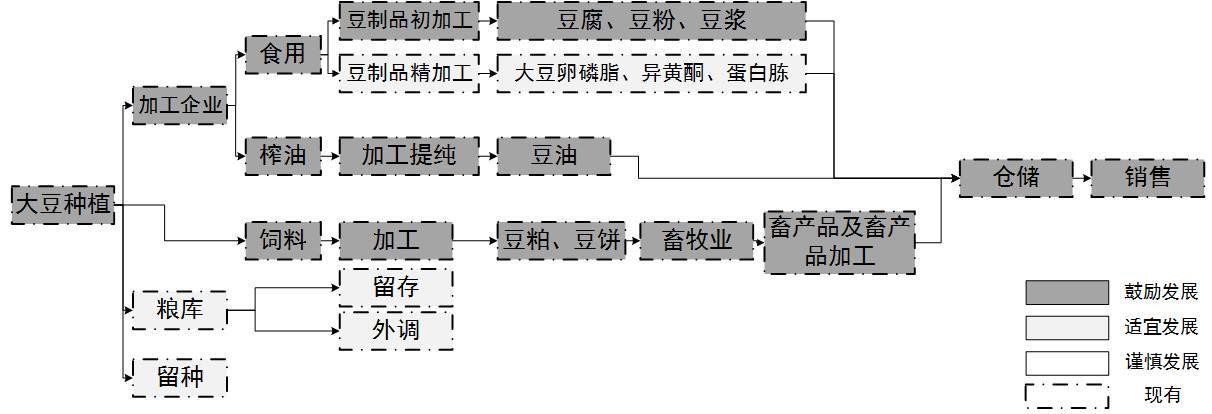 豆制品初加工
豆腐、豆粉、豆浆
食用
豆制品精加工
大豆卵磷脂、异黄酮、蛋白胨
加工企业
榨油
加工提纯
豆油
仓储
销售
大豆种植
饲料
加工
豆粕、豆饼
畜牧业
畜产品及畜产
品加工
粮库
留存
外调
留种
鼓励发展
适宜发展
谨慎发展
现有